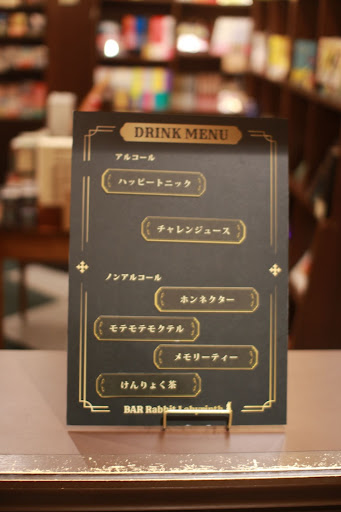 DRINK MENU
アルコール
ハッピートニック
チャレンジュース
ノンアルコール
ホンネクター
モテモテモクテル
メモリーティー
けんりょく茶
BAR Rabbit Labyrinth